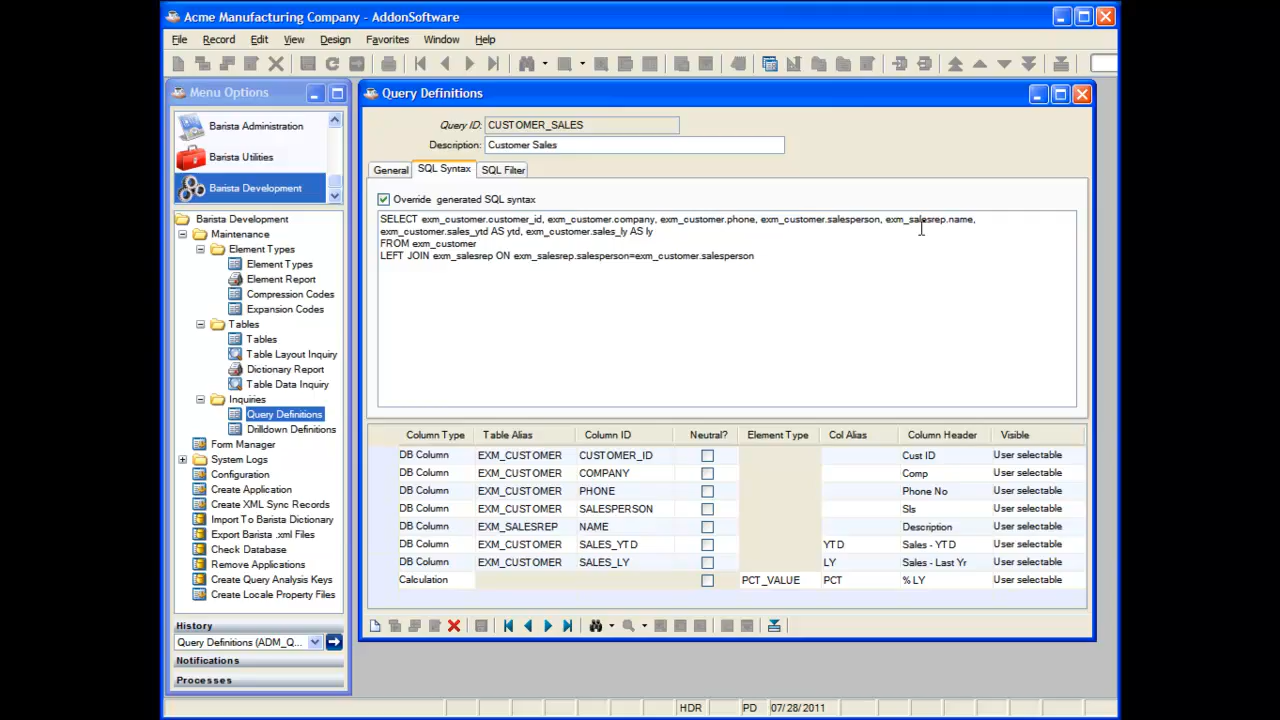 Acme Manufacturing Company - AddonSoftware
File Record Edit View Design Favorites Window Help
Menu Options
Barista Administration
Barista Utilities
Barista Development
Barista Development
Maintenance
Element Types
Element Types
Element Report
Compression Codes
Expansion Codes
Tables
Tables
Table Layout Inquiry
Dictionary Report
Table Data Inquiry
Inquiries
Query Definitions
Drilldown Definitions
Form Manager
System Logs
Configuration
Create Application
Create XML Sync Records
Import To Barista Dictionary
Export Barista .xml Files
Check Database
Remove Applications
Create Query Analysis Keys
Create Locale Property Files
History
Query Definitions (ADM_Q...
Notifications
Processes
Query Definitions
Query ID: CUSTOMER_SALES
Description: Customer Sales
General SQL Syntax SQL Filter
Override generated SQL syntax
SELECT exm_customer.customer_id, exm_customer.company, exm_customer.phone, exm_customer.salesperson, exm_salesrep.name,
exm_customer.sales_ytd AS ytd, exm_customer.sales_ly AS ly
FROM exm_customer
LEFT JOIN exm_salesrep ON exm_salesrep.salesperson=exm_customer.salesperson
Column Type Table Alias Column ID Neutral? Element Type Col Alias Column Header Visible
DB Column EXM_CUSTOMER CUSTOMER_ID Cust ID User selectable
DB Column EXM_CUSTOMER COMPANY Comp User selectable
DB Column EXM_CUSTOMER PHONE Phone No User selectable
DB Column EXM_CUSTOMER SALESPERSON Sls User selectable
DB Column EXM_SALESREP NAME Description User selectable
DB Column EXM_CUSTOMER SALES_YTD YTD Sales - YTD User selectable
DB Column EXM_CUSTOMER SALES_LY LY Sales - Last Yr User selectable
Calculation PCT_VALUE PCT % LY User selectable
HDR PD 07/28/2011